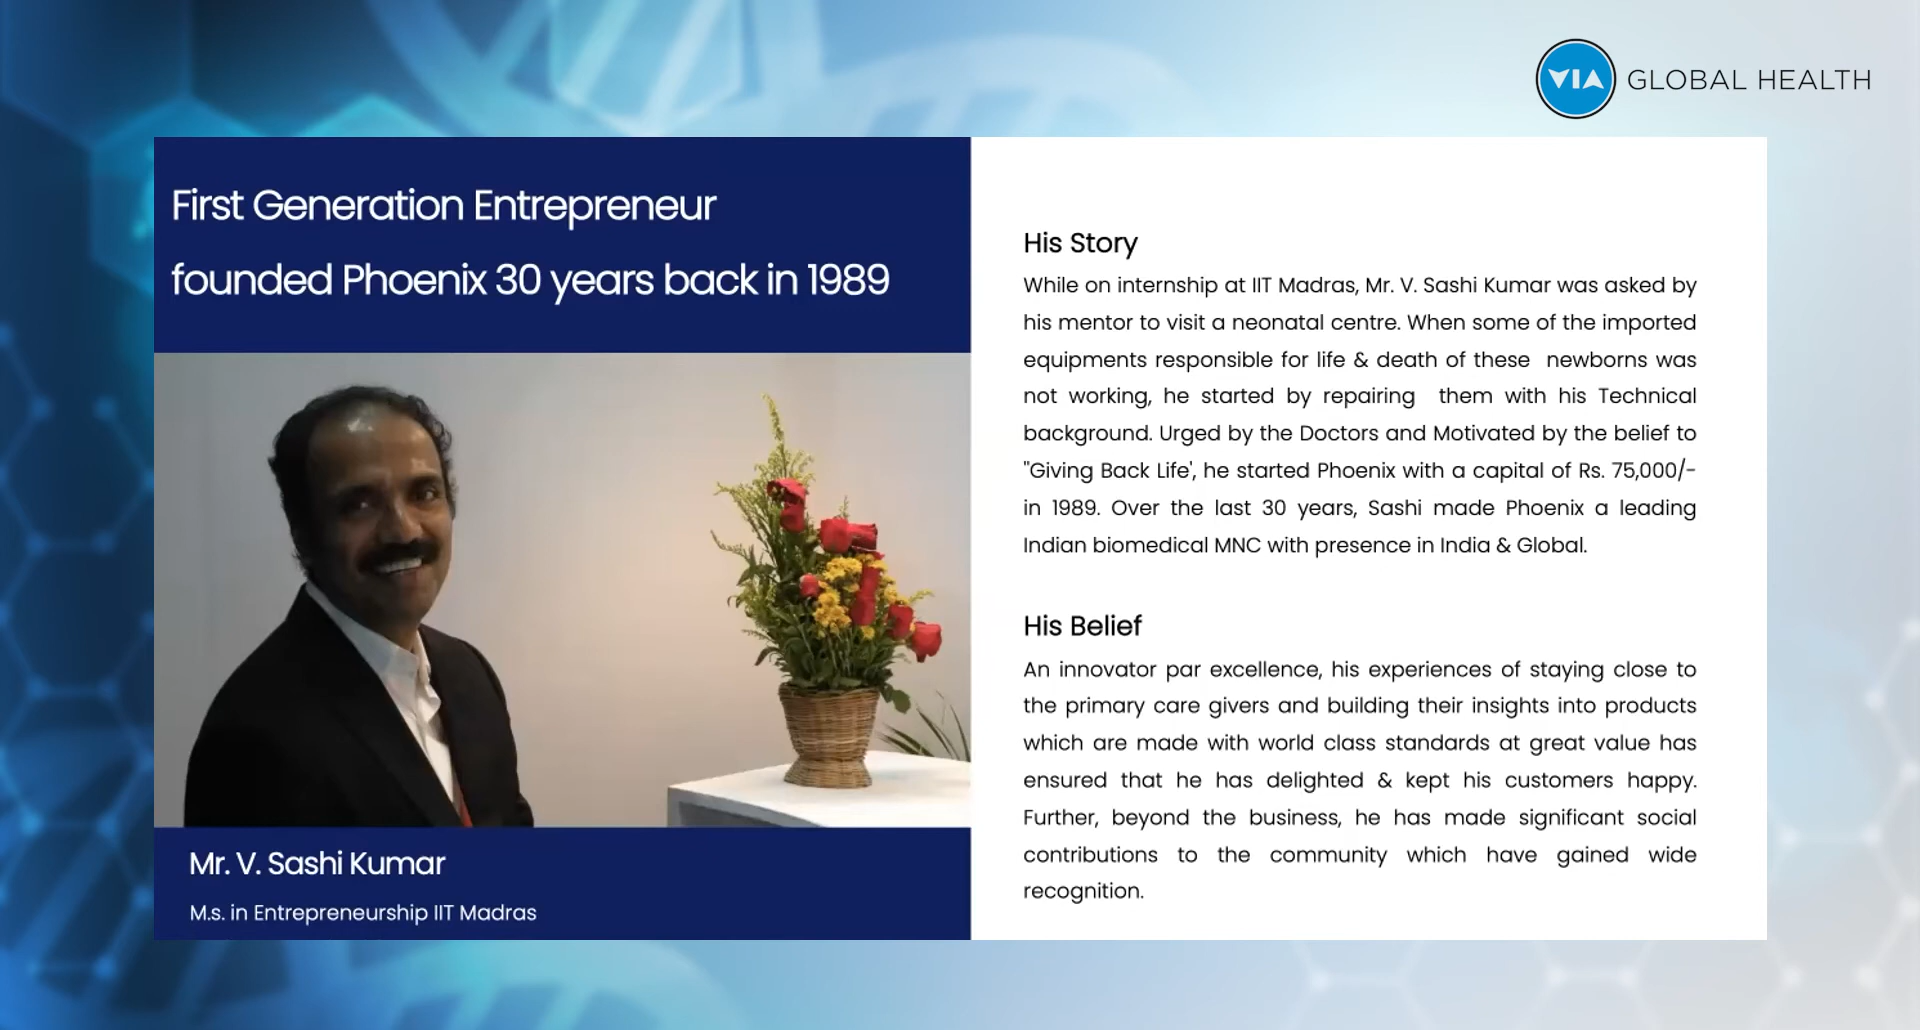 VIA GLOBAL HEALTH
First Generation Entrepreneur
founded Phoenix 30 years back in 1989
Mr. V. Sashi Kumar
M.s. in Entrepreneurship IIT Madras
His Story
While on internship at IIT Madras, Mr. V. Sashi Kumar was asked by
his mentor to visit a neonatal centre. When some of the imported
equipments responsible for life & death of these newborns was
not working, he started by repairing them with his Technical
background. Urged by the Doctors and Motivated by the belief to
"Giving Back Life', he started Phoenix with a capital of Rs. 75,000/-
in 1989. Over the last 30 years, Sashi made Phoenix a leading
Indian biomedical MNC with presence in India & Global.
His Belief
An innovator par excellence, his experiences of staying close to
the primary care givers and building their insights into products
which are made with world class standards at great value has
ensured that he has delighted & kept his customers happy.
Further, beyond the business, he has made significant social
contributions to the community which have gained wide
recognition.